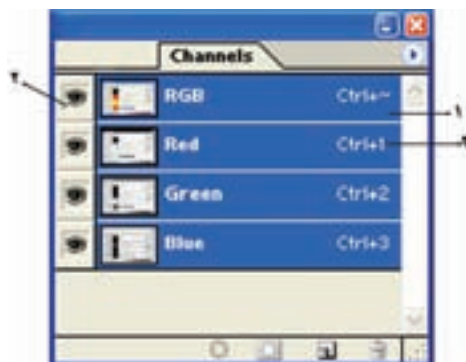 Channels
RGB Ctrl+~
Red Ctrl+1
Green Ctrl+2
Blue Ctrl+3